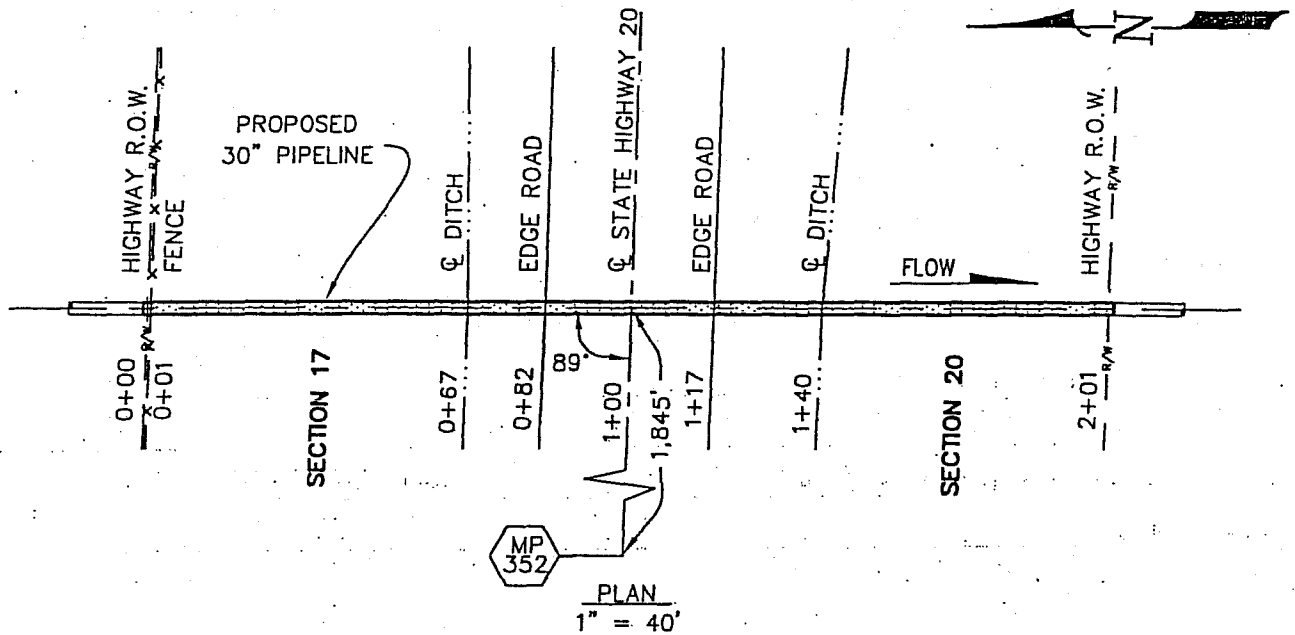 N
HIGHWAY R.O.W.
R/W
FENCE
PROPOSED
30" PIPELINE
℄ DITCH
EDGE ROAD
℄ STATE HIGHWAY 20
EDGE ROAD
℄ DITCH
FLOW
HIGHWAY R.O.W.
R/W
0+00
R/W
0+01
SECTION 17
0+67
0+82
89°
1+00
1,845'
1+17
1+40
SECTION 20
2+01
R/W
MP
352
PLAN
1" = 40'